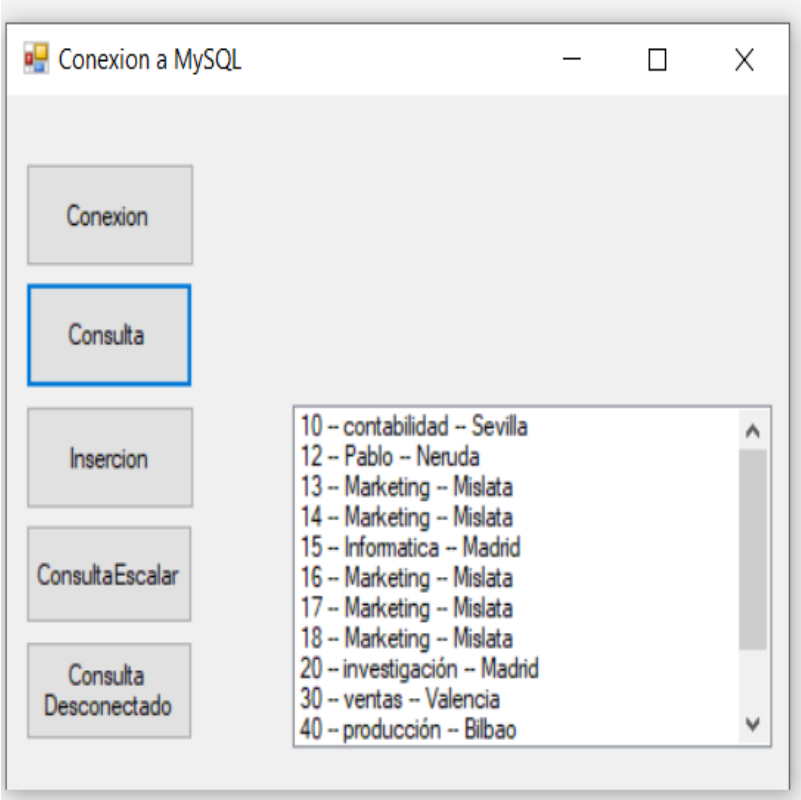 Conexion a MySQL
Conexion
Consulta
Insercion
ConsultaEscalar
Consulta
Desconectado
10 -- contabilidad -- Sevilla
12 -- Pablo -- Neruda
13 -- Marketing -- Mislata
14 -- Marketing -- Mislata
15 -- Informatica -- Madrid
16 -- Marketing -- Mislata
17 -- Marketing -- Mislata
18 -- Marketing -- Mislata
20 -- investigación -- Madrid
30 -- ventas -- Valencia
40 -- producción -- Bilbao